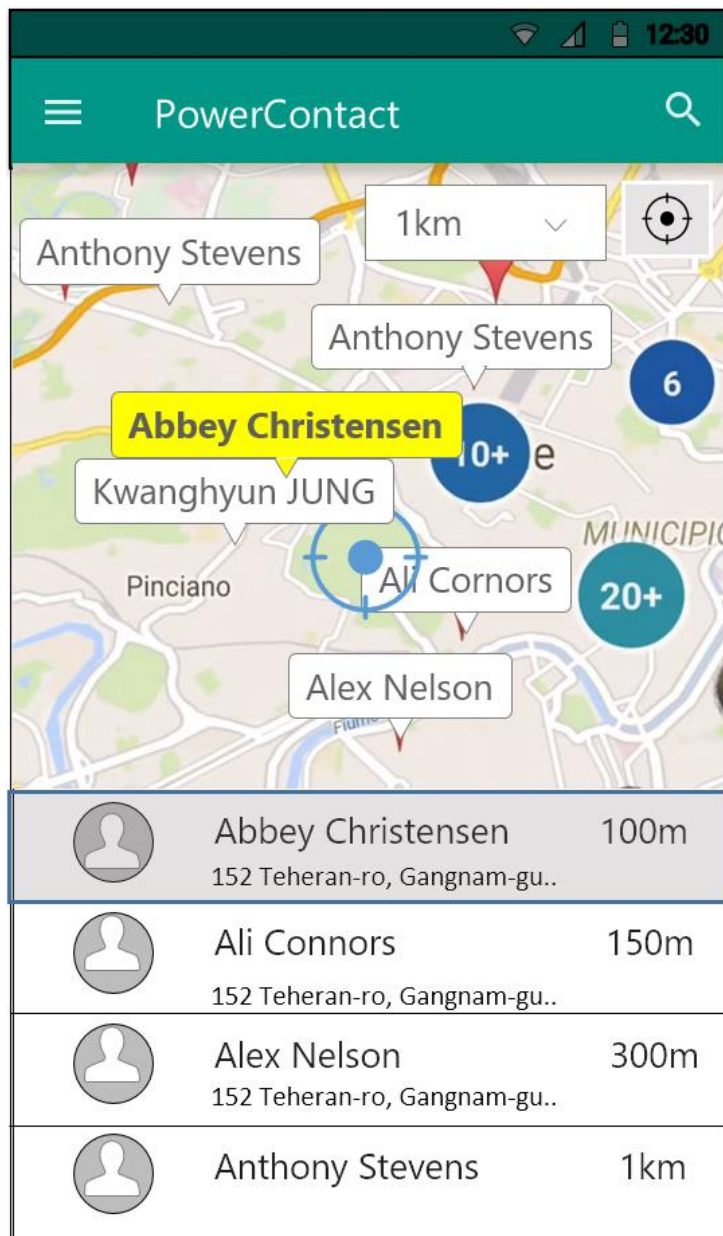 12:30
PowerContact
1km
Anthony Stevens
Anthony Stevens
6
Abbey Christensen
10+
e
Kwanghyun JUNG
MUNICIPIO
Pinciano
Ali Cornors
20+
Alex Nelson
Fiume
Abbey Christensen 100m
152 Teheran-ro, Gangnam-gu..
Ali Connors 150m
152 Teheran-ro, Gangnam-gu..
Alex Nelson 300m
152 Teheran-ro, Gangnam-gu..
Anthony Stevens 1km